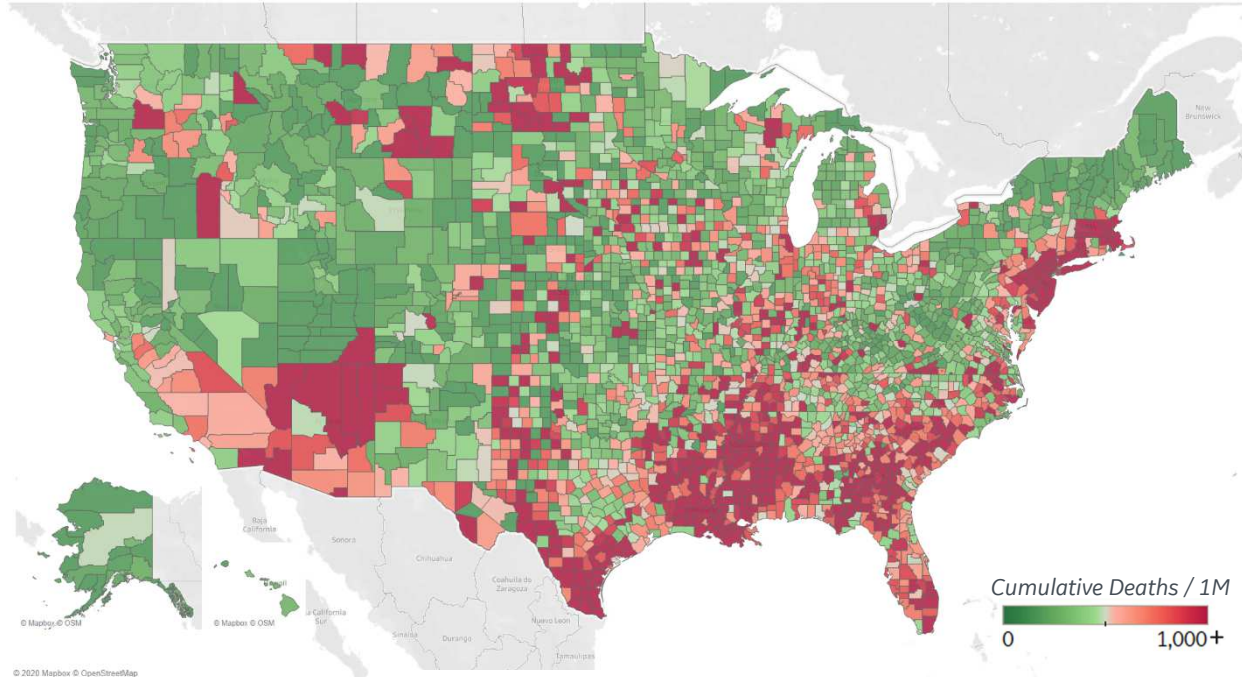 New
Brunswick
Baja
California
Sonora
Chihuahua
Coahuila de
Zaragoza
Nuevo León
Tamaulipas
Sinaloa
Durango
a California
Sur
Hawaii
© Mapbox © OSM
© Mapbox © OSM
Cumulative Deaths / 1M
0
1,000+
© 2020 Mapbox © OpenStreetMap